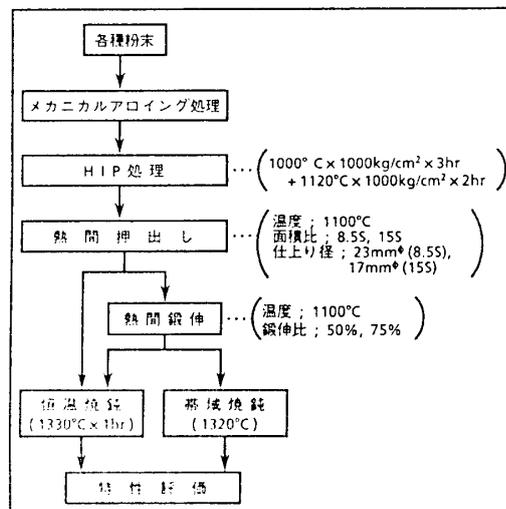 各種粉末
メカニカルアロイング処理
HIP処理
1000°C×1000kg/cm²×3hr
+1120°C×1000kg/cm²×2hr
熱間押出し
温度；1100°C
面積比；8.5S, 15S
仕上り径；23mmφ(8.5S),
17mmφ(15S)
熱間鍛伸
温度；1100°C
鍛伸比；50%, 75%
恒温焼鈍
(1330°C×1hr)
帯域焼鈍
(1320°C)
特性評価